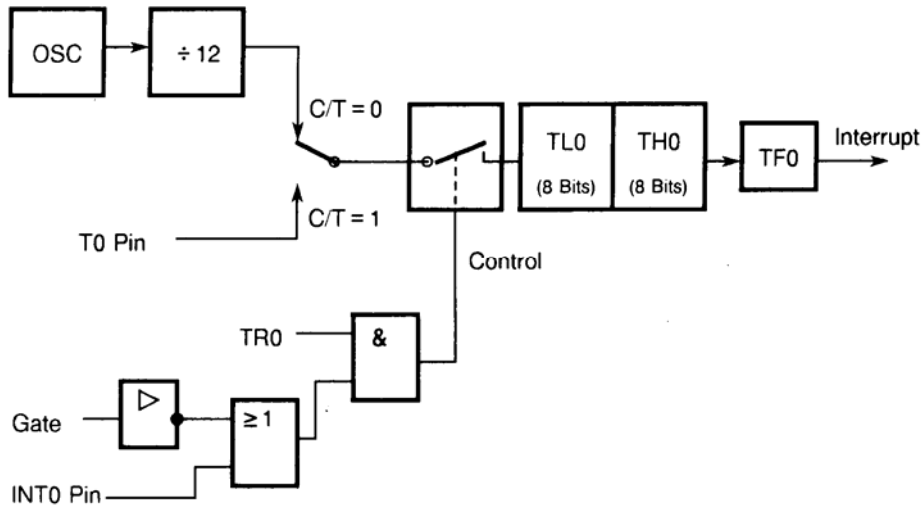 OSC
÷ 12
C/T = 0
TL0
(8 Bits)
TH0
(8 Bits)
TF0
Interrupt
C/T = 1
T0 Pin
Control
TR0
&
Gate
▷
≥ 1
INT0 Pin